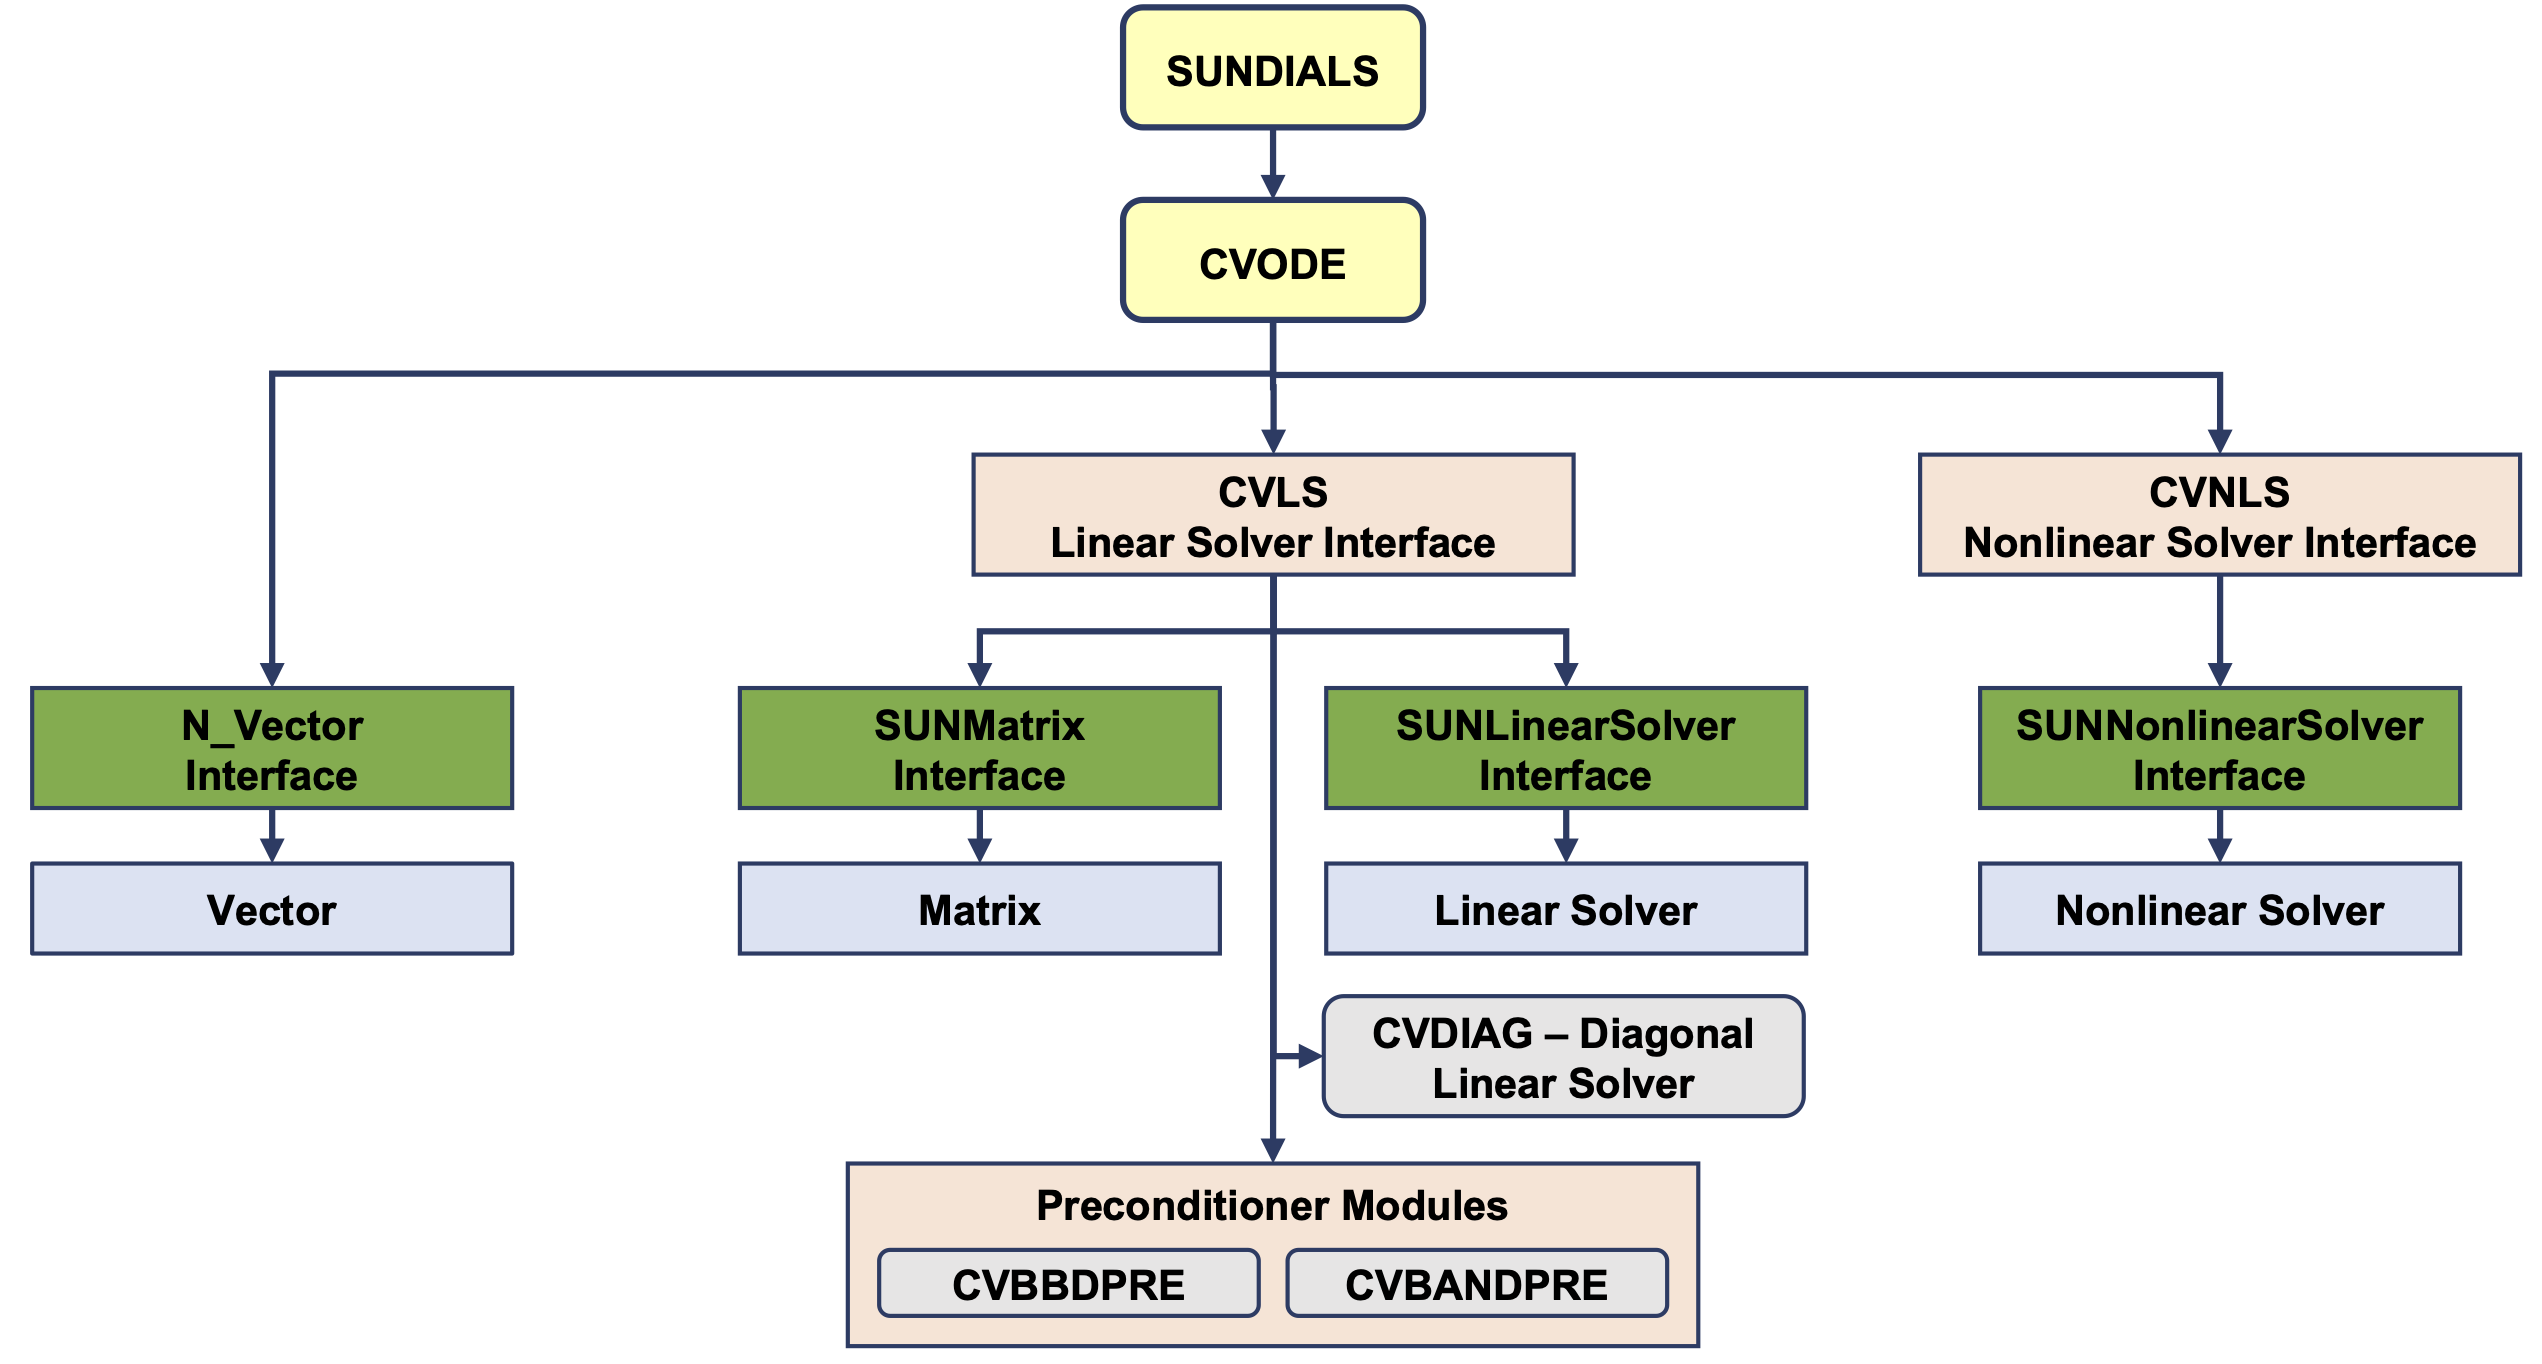 SUNDIALS
CVODE
CVLS
Linear Solver Interface
CVNLS
Nonlinear Solver Interface
N_Vector
Interface
SUNMatrix
Interface
SUNLinearSolver
Interface
SUNNonlinearSolver
Interface
Vector
Matrix
Linear Solver
Nonlinear Solver
CVDIAG – Diagonal
Linear Solver
Preconditioner Modules
CVBBDPRE
CVBANDPRE